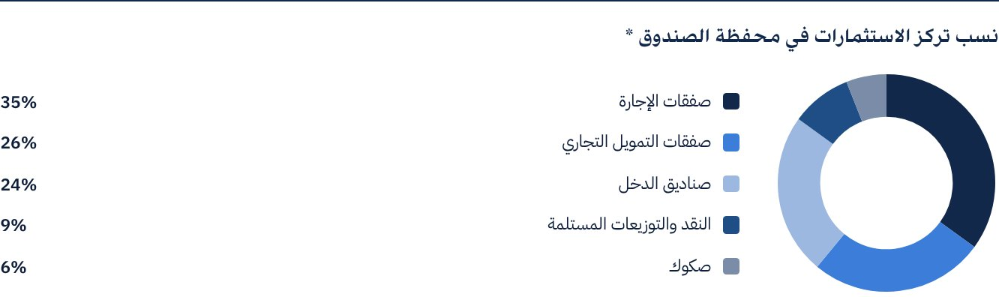 نسب تركز الاستثمارات في محفظة الصندوق *
صفقات الإجارة 35%
صفقات التمويل التجاري 26%
صناديق الدخل 24%
النقد والتوزيعات المستلمة 9%
صكوك 6%